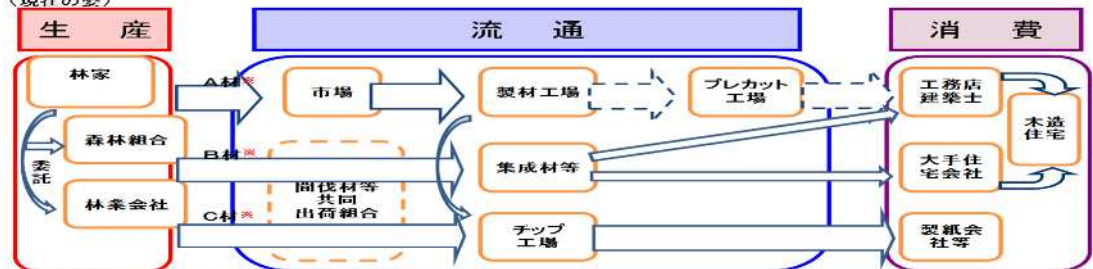 （現在の姿）
生産
流通
消費
林家
A材※
市場
製材工場
プレカット
工場
工務店
建築士
木造
住宅
森林組合
委託
B材※
間伐材等
共同
出荷組合
集成材等
大手住
宅会社
林業会社
C材※
チップ
工場
製紙会
社等